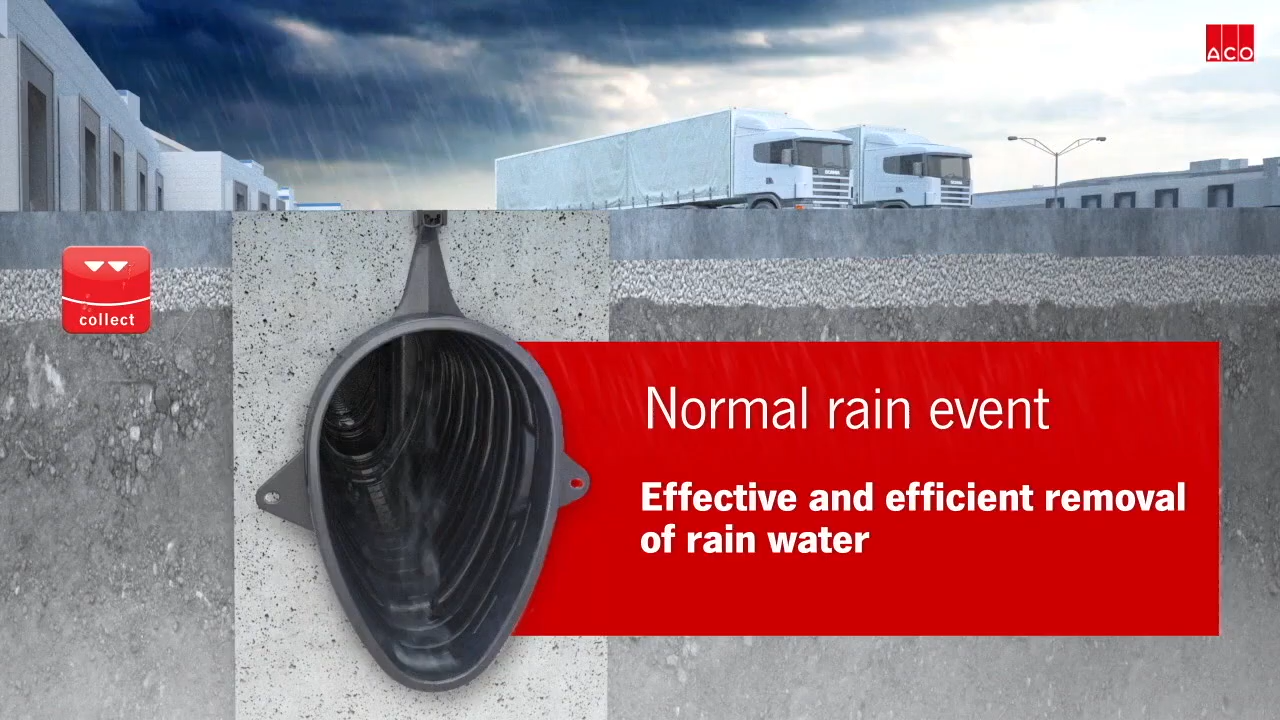 ACO
collect
Normal rain event
Effective and efficient removal
of rain water